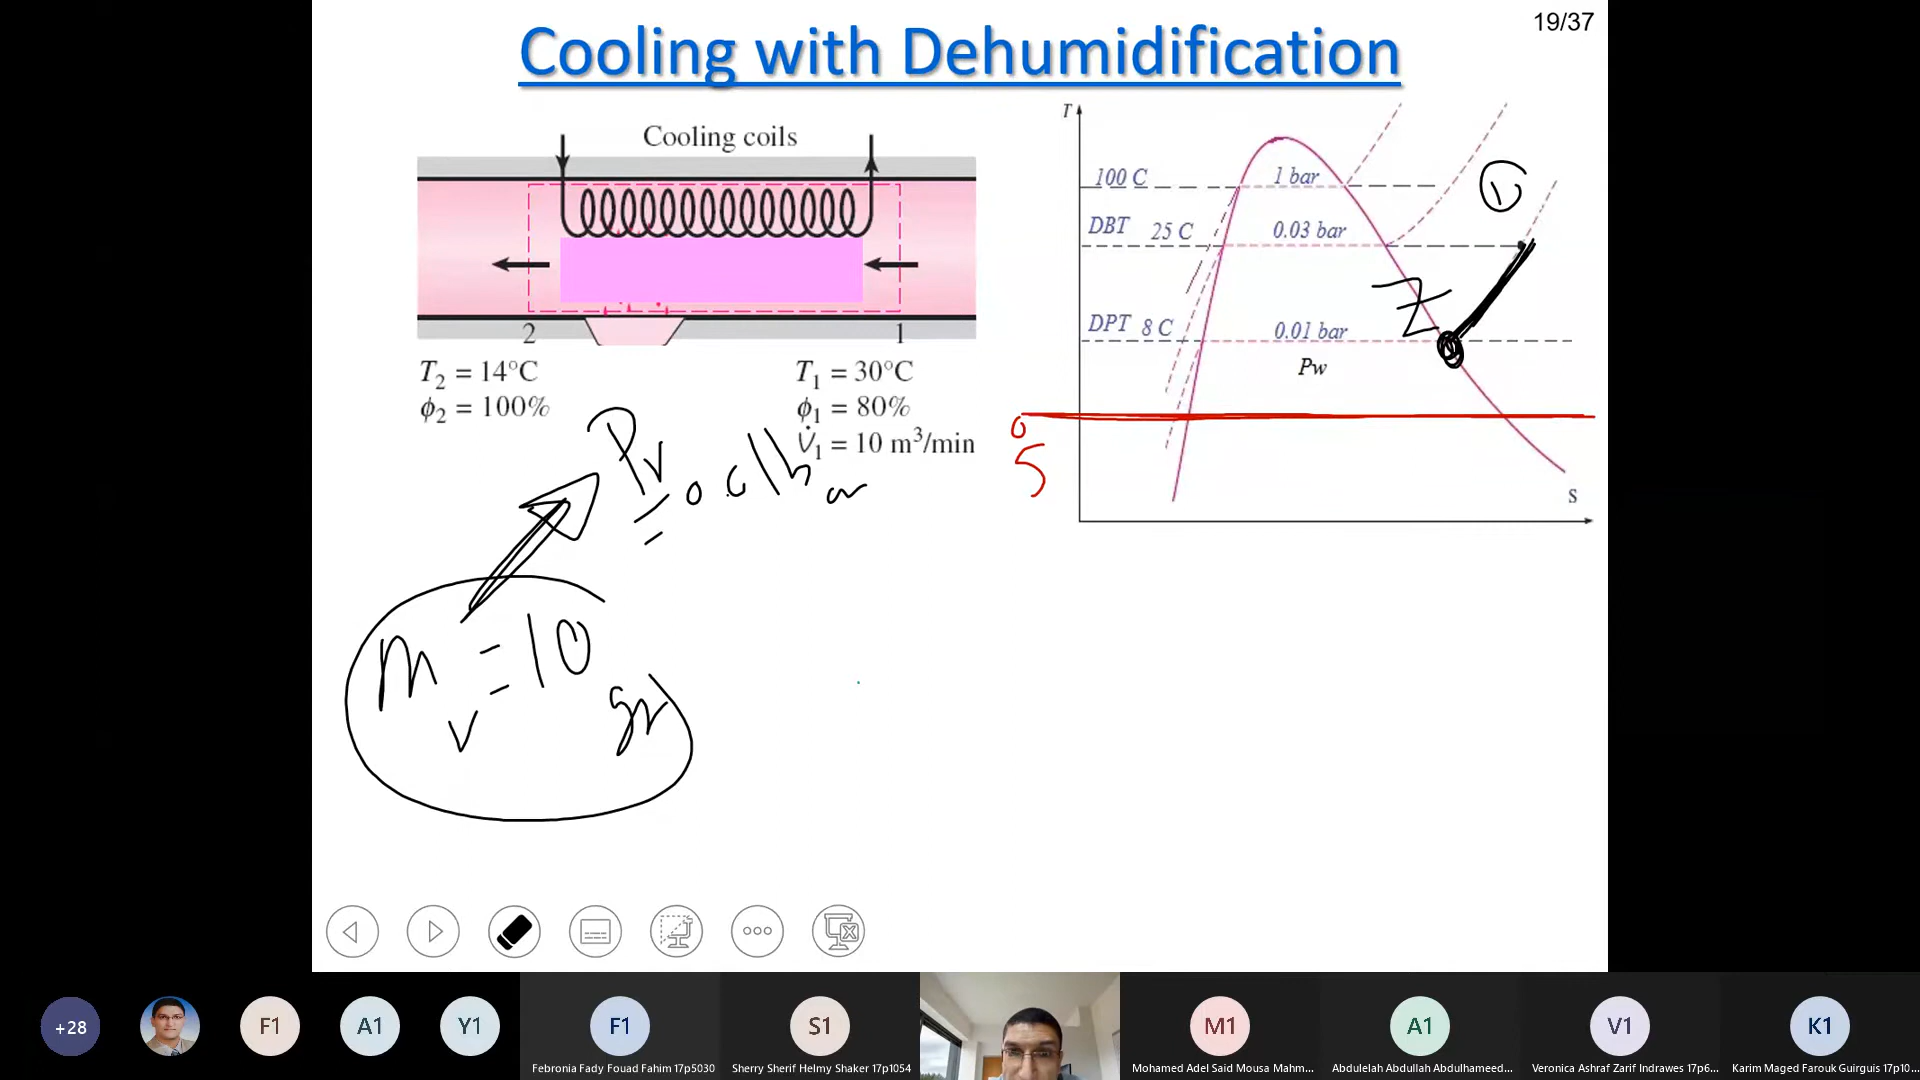 19/37
Cooling with Dehumidification
Cooling coils
2
1
T₂ = 14°C
ϕ₂ = 100%
T₁ = 30°C
ϕ₁ = 80%
V̇₁ = 10 m³/min
T
100 C
1 bar
DBT 25 C
0.03 bar
DPT 8 C
0.01 bar
Pw
S
1
2
0
5
Pv
m
v
= 10
+28
F1
A1
Y1
F1
S1
M1
A1
V1
K1
Febronia Fady Fouad Fahim 17p5030
Sherry Sherif Helmy Shaker 17p1054
Mohamed Adel Said Mousa Mahm...
Abdulelah Abdullah Abdulhameed...
Veronica Ashraf Zarif Indrawes 17p6...
Karim Maged Farouk Guirguis 17p10...